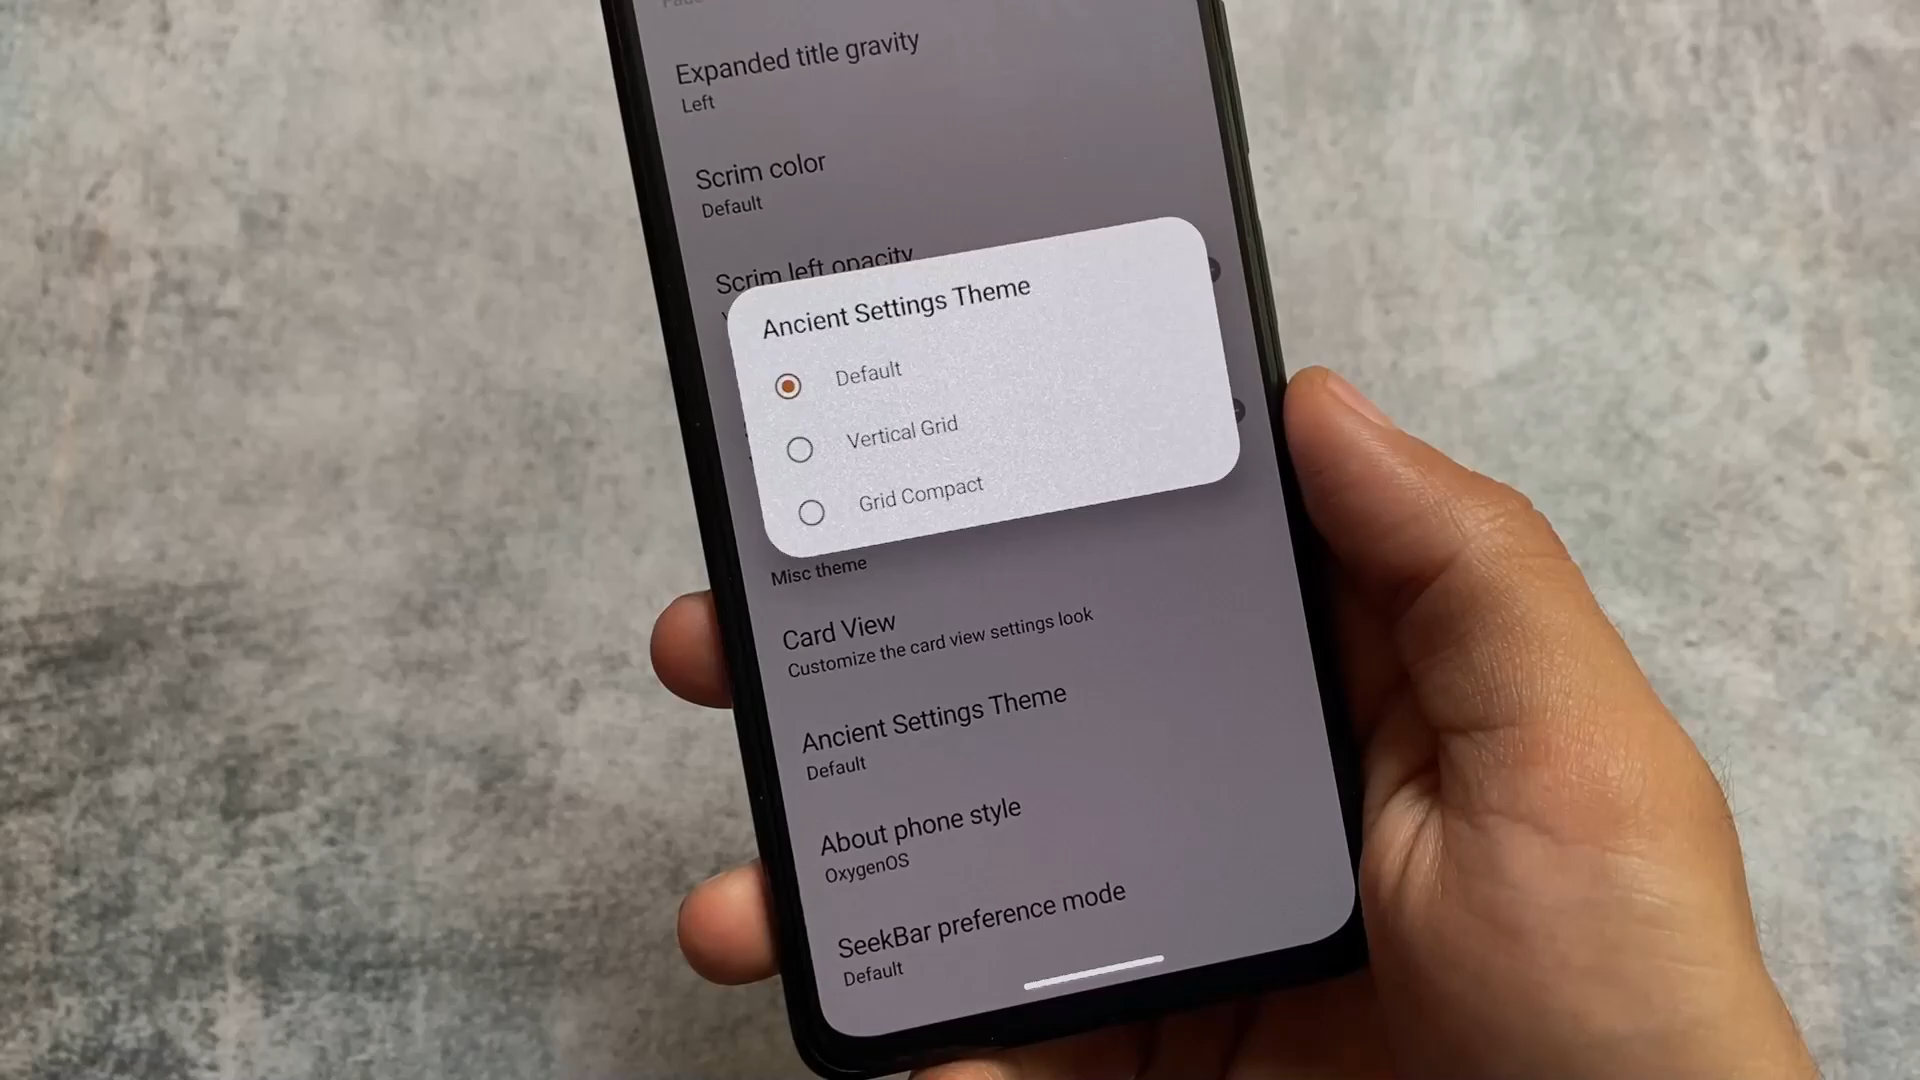 Expanded title gravity
Left
Scrim color
Default
Scrim left opacity
Ancient Settings Theme
Default
Vertical Grid
Grid Compact
Misc theme
Card View
Customize the card view settings look
Ancient Settings Theme
Default
About phone style
OxygenOS
SeekBar preference mode
Default